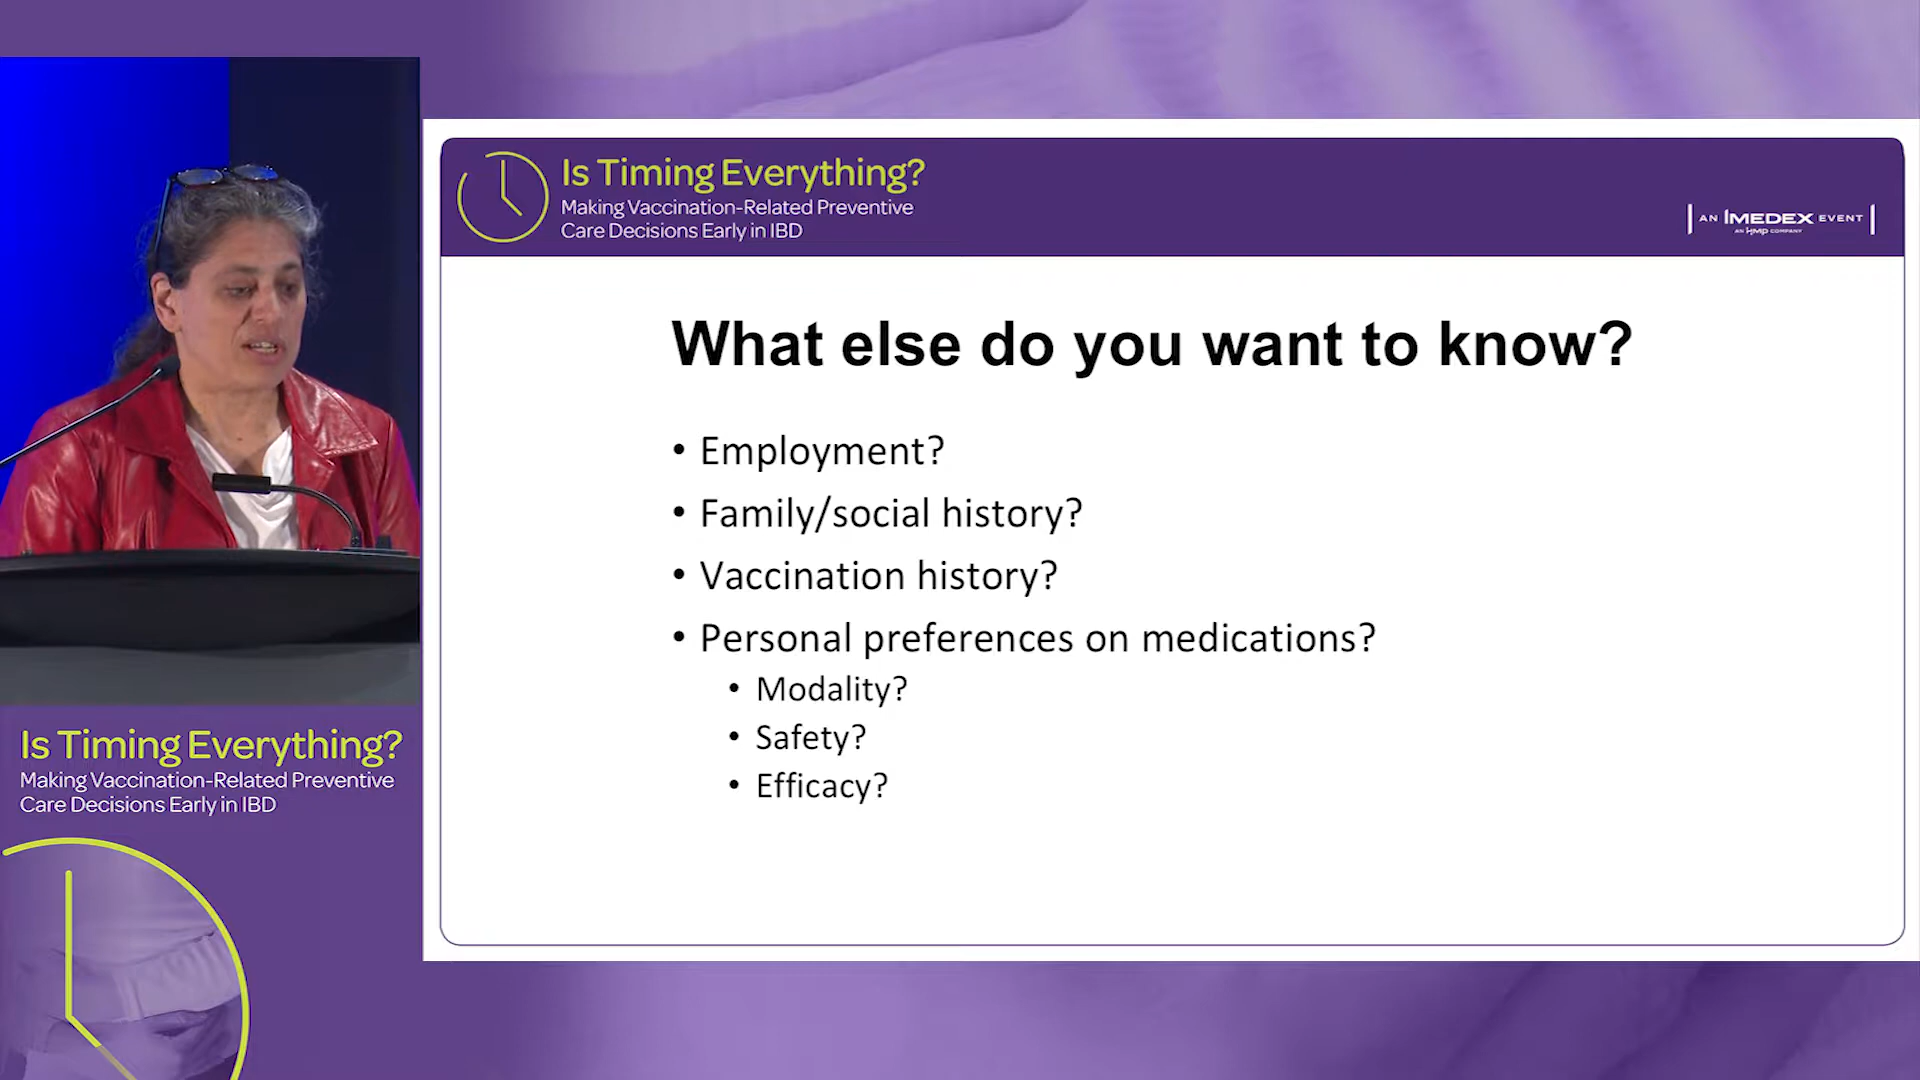 Is Timing Everything?
Making Vaccination-Related Preventive
Care Decisions Early in IBD
AN IMEDEX EVENT
AN HMP COMPANY
What else do you want to know?
• Employment?
• Family/social history?
• Vaccination history?
• Personal preferences on medications?
• Modality?
• Safety?
• Efficacy?
Is Timing Everything?
Making Vaccination-Related Preventive
Care Decisions Early in IBD